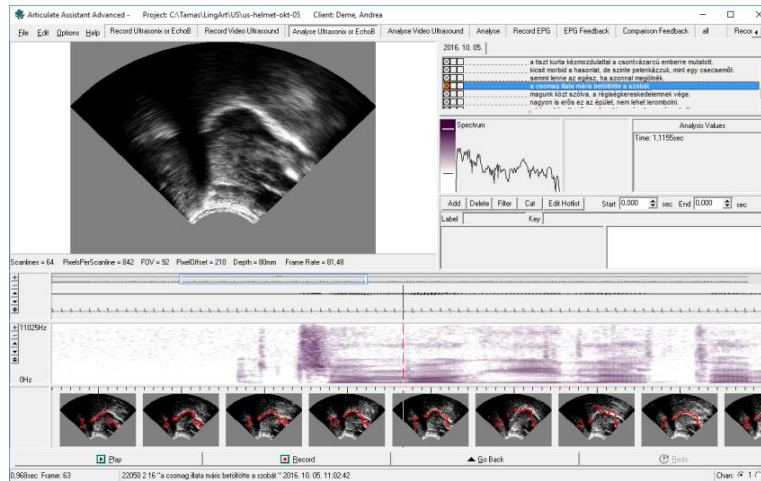 Articulate Assistant Advanced - Project: C:\Tamas\LingArt\US\us-helmet-okt-05 Client: Deme, Andrea
File Edit Options Help Record Ultrasonix or EchoB Record Video Ultrasound Analyse Ultrasonix or EchoB Analyse Video Ultrasound Analyse Record EPG EPG Feedback Comparison Feedback all Recor
2016. 10. 05.
a tiszt kurta kézmozdulattal a csontvázarcú emberre mutatott.
kicsit morbid a hasonlat, de szinte pelenkázzuk, mint egy csecsemőt.
semmi lenne az egész, ha azonnal megölnék.
a csomag illata máris betöltötte a szobát.
magunk közt szólva, a régiségkereskedelemnek vége.
nagyon is erős ez az épület, nem lehet lerombolni.
Spectrum
Analysis Values
Time: 1,1155sec
Add Delete Filter Cat Edit Hotlist Start 0,000 sec End 0,000 sec
Label Key
Scanlines = 64 PixelsPerScanline = 842 FOV = 92 PixelOffset = 210 Depth = 80mm Frame Rate = 81,48
11025Hz
0Hz
Play Record Go Back Redo
0,968sec Frame: 63 22050 2 16 "a csomag illata máris betöltötte a szobát." 2016. 10. 05. 11:02:42 Chan: 1